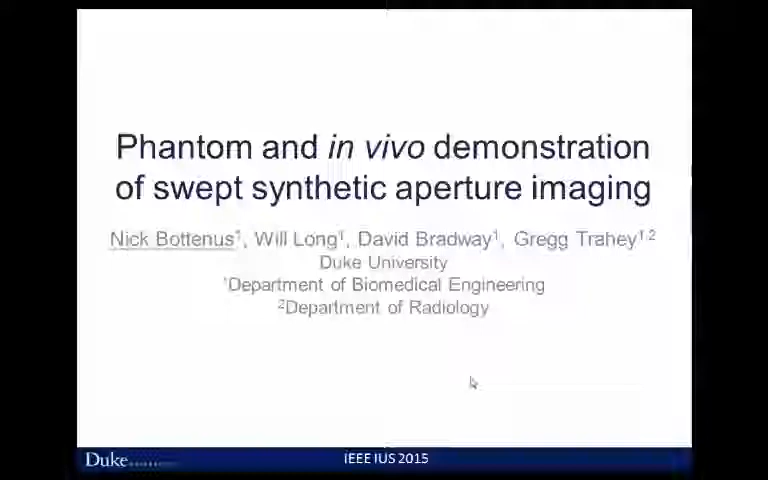 Phantom and in vivo demonstration
of swept synthetic aperture imaging
Nick Bottenus¹, Will Long¹, David Bradway¹, Gregg Trahey¹,²
Duke University
¹Department of Biomedical Engineering
²Department of Radiology
Duke
IEEE IUS 2015